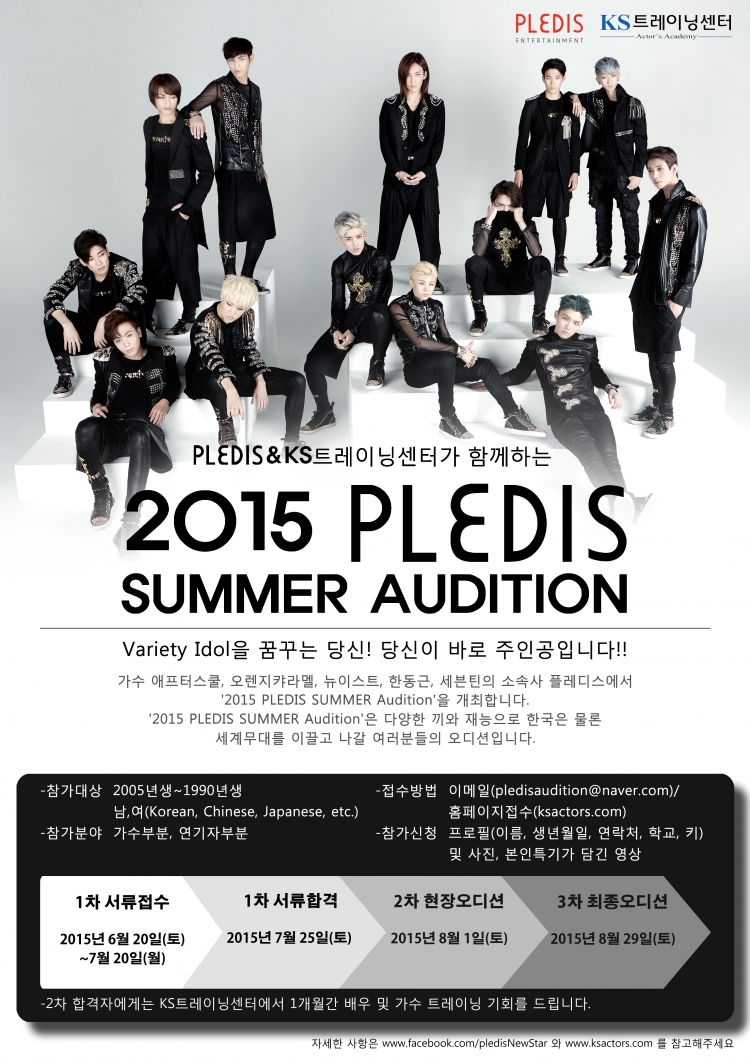 PLEDIS
ENTERTAINMENT
KS트레이닝센터
Actor's Academy
PLEDIS&KS트레이닝센터가 함께하는
2015 PLEDIS
SUMMER AUDITION
Variety Idol을 꿈꾸는 당신! 당신이 바로 주인공입니다!!
가수 애프터스쿨, 오렌지캬라멜, 뉴이스트, 한동근, 세븐틴의 소속사 플레디스에서
'2015 PLEDIS SUMMER Audition'을 개최합니다.
'2015 PLEDIS SUMMER Audition'은 다양한 끼와 재능으로 한국은 물론
세계무대를 이끌고 나갈 여러분들의 오디션입니다.
-참가대상 2005년생~1990년생
남,여(Korean, Chinese, Japanese, etc.)
-참가분야 가수부분, 연기자부분
-접수방법 이메일(pledisaudition@naver.com)/
홈페이지접수(ksactors.com)
-참가신청 프로필(이름, 생년월일, 연락처, 학교, 키)
및 사진, 본인특기가 담긴 영상
1차 서류접수
2015년 6월 20일(토)
~7월 20일(월)
1차 서류합격
2015년 7월 25일(토)
2차 현장오디션
2015년 8월 1일(토)
3차 최종오디션
2015년 8월 29일(토)
-2차 합격자에게는 KS트레이닝센터에서 1개월간 배우 및 가수 트레이닝 기회를 드립니다.
자세한 사항은 www.facebook.com/pledisNewStar 와 www.ksactors.com 를 참고해주세요